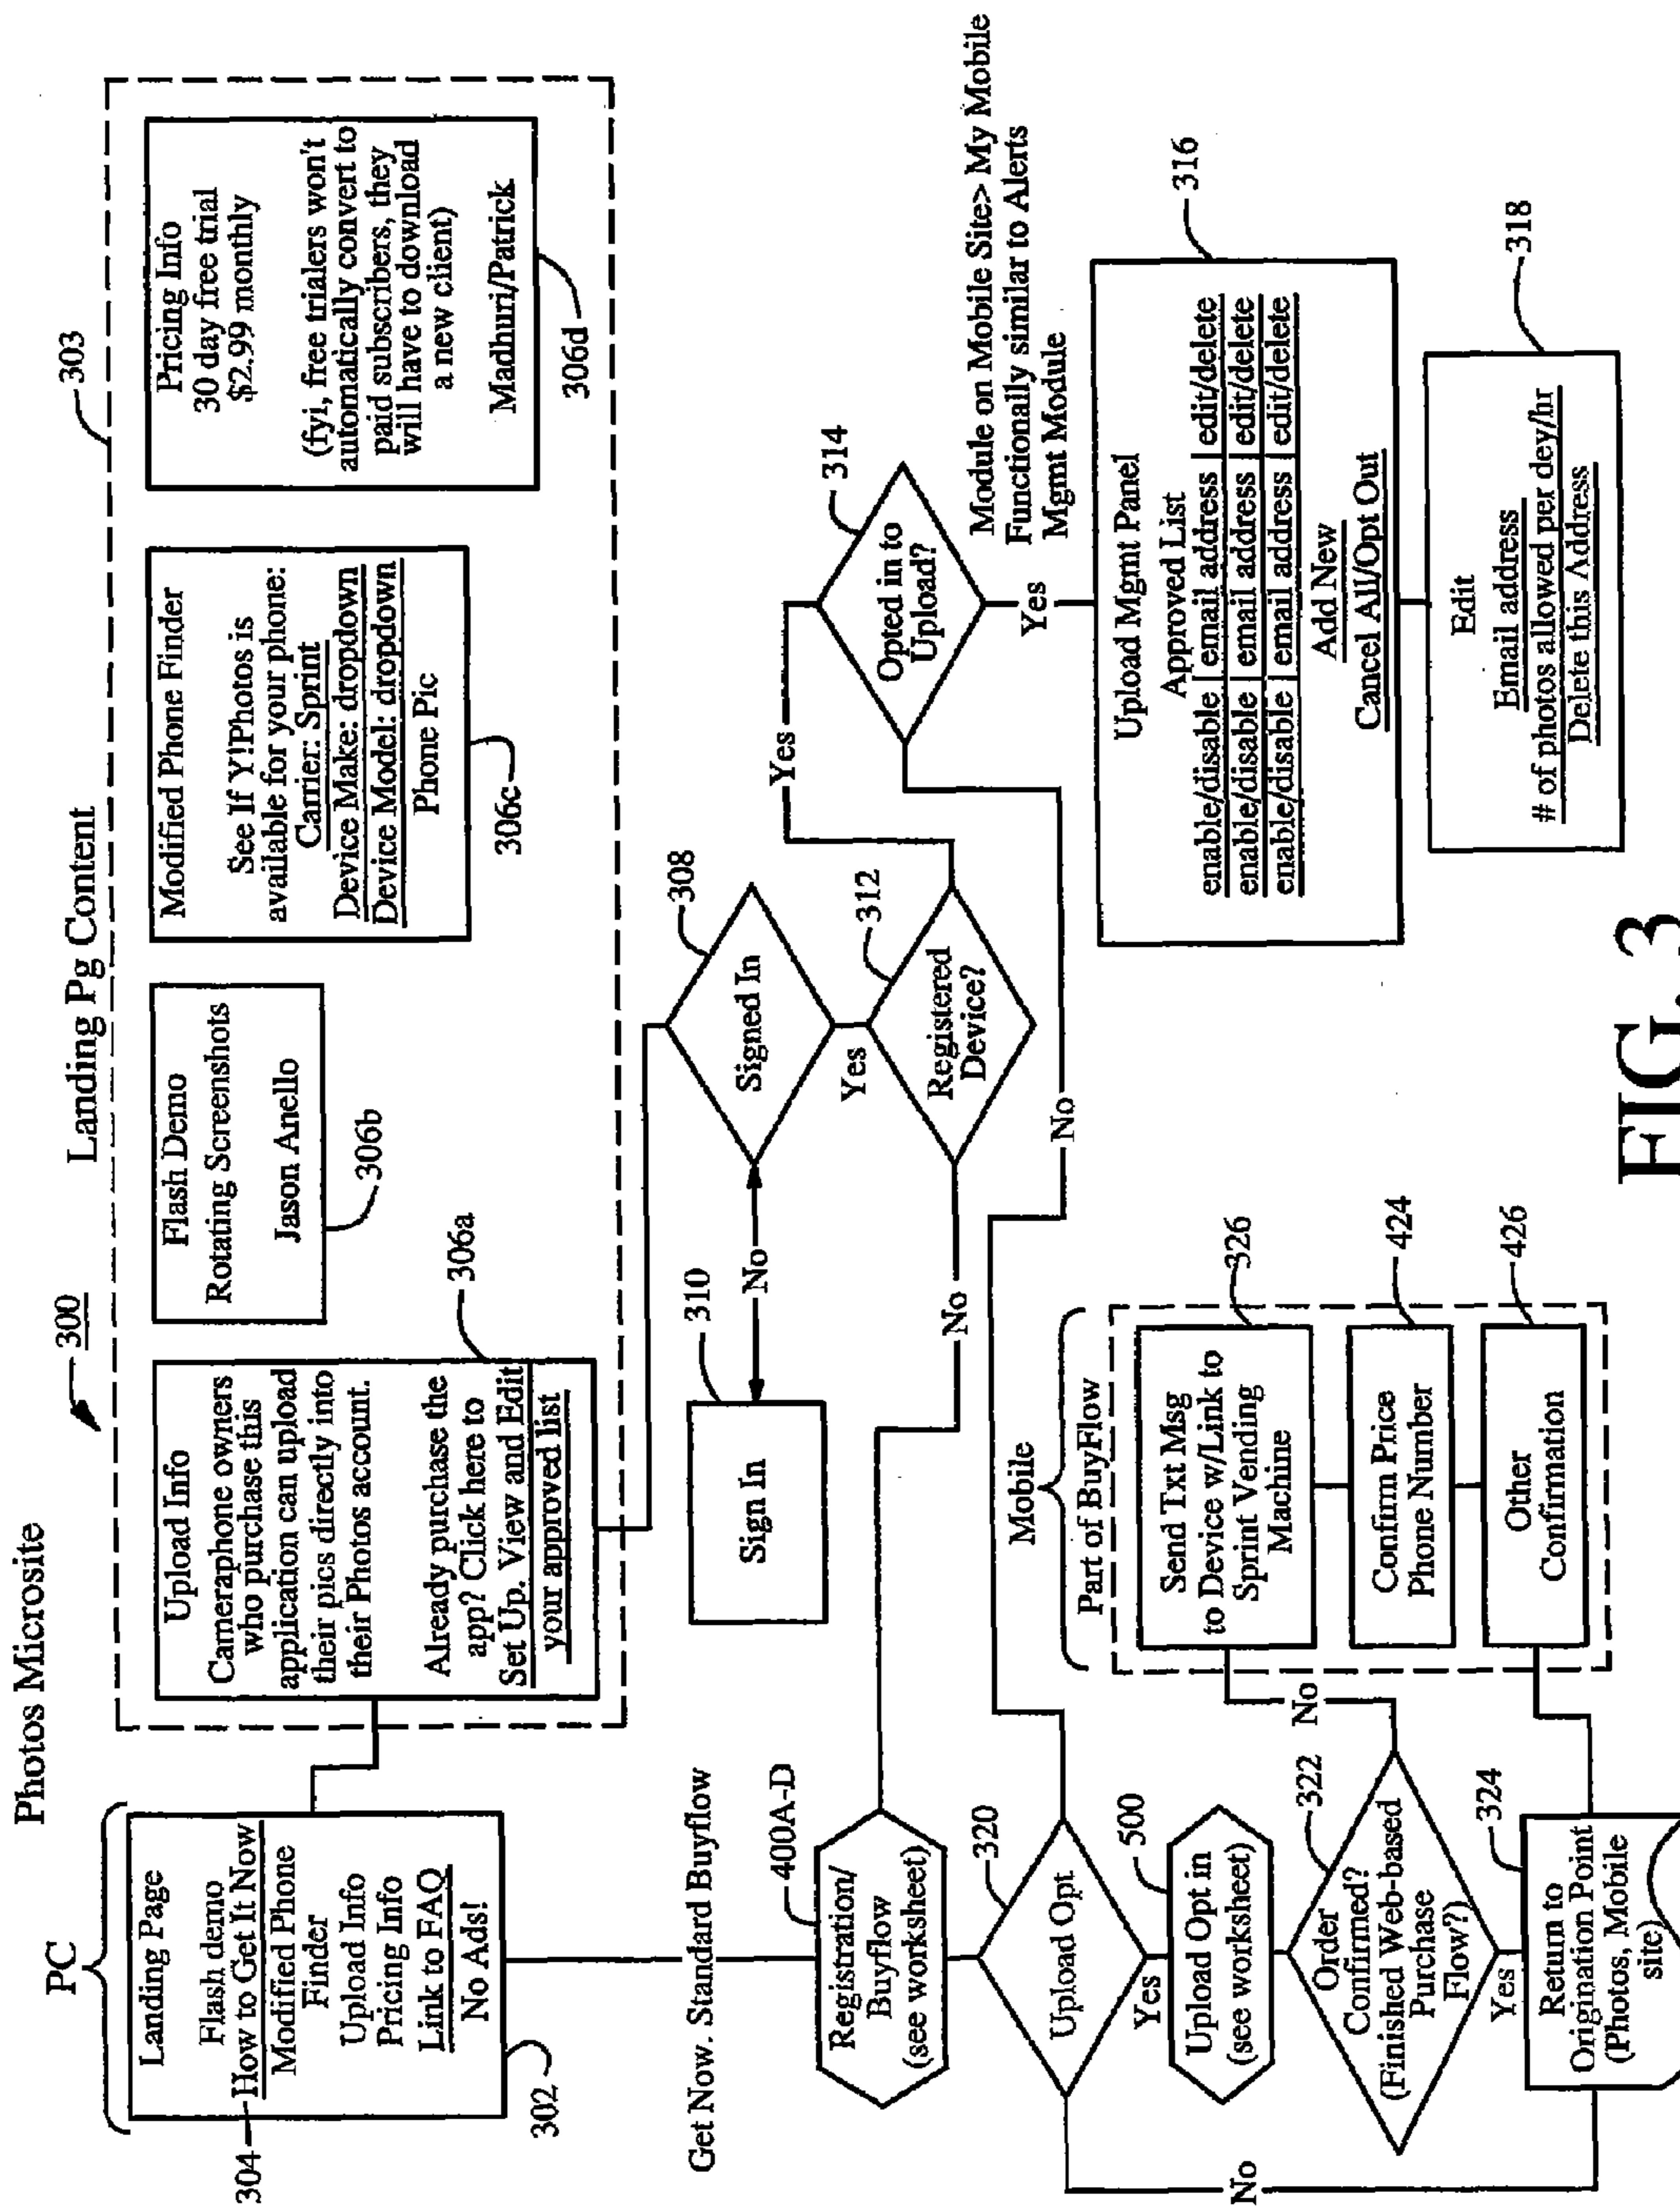 Photos Microsite
PC
300
Landing Pg Content
303
Landing Page
Flash demo
304
How to Get It Now
Modified Phone
Finder
Upload Info
Pricing Info
Link to FAQ
No Ads!
302
Upload Info
Cameraphone owners
who purchase this
application can upload
their pics directly into
their Photos account.
Already purchase the
app? Click here to
Set Up. View and Edit
your approved list
306a
Flash Demo
Rotating Screenshots
Jason Anello
306b
Modified Phone Finder
See If Y!Photos is
available for your phone:
Carrier: Sprint
Device Make: dropdown
Device Model: dropdown
Phone Pic
306c
Pricing Info
30 day free trial
$2.99 monthly
(fyi, free trialers won't
automatically convert to
paid subscribers, they
will have to download
a new client)
Madhuri/Patrick
306d
Get Now. Standard Buyflow
310
Sign In
No
308
Signed In
Yes
312
Registered
Device?
Yes
No
314
Opted in to
Upload?
Yes
No
Module on Mobile Site> My Mobile
Functionally similar to Alerts
Mgmt Module
316
Upload Mgmt Panel
Approved List
enable/disable | email address | edit/delete
enable/disable | email address | edit/delete
enable/disable | email address | edit/delete
Add New
Cancel All/Opt Out
318
Edit
Email address
# of photos allowed per dey/hr
Delete this Address
400A-D
Registration/
Buyflow
(see worksheet)
320
Upload Opt
Yes
No
500
Upload Opt in
(see worksheet)
322
Order
Confirmed?
(Finished Web-based
Purchase
Flow?)
No
Yes
324
Return to
Origination Point
(Photos, Mobile
site)
Mobile
Part of BuyFlow
326
Send Txt Msg
to Device w/Link to
Sprint Vending
Machine
424
Confirm Price
Phone Number
426
Other
Confirmation
FIG. 3